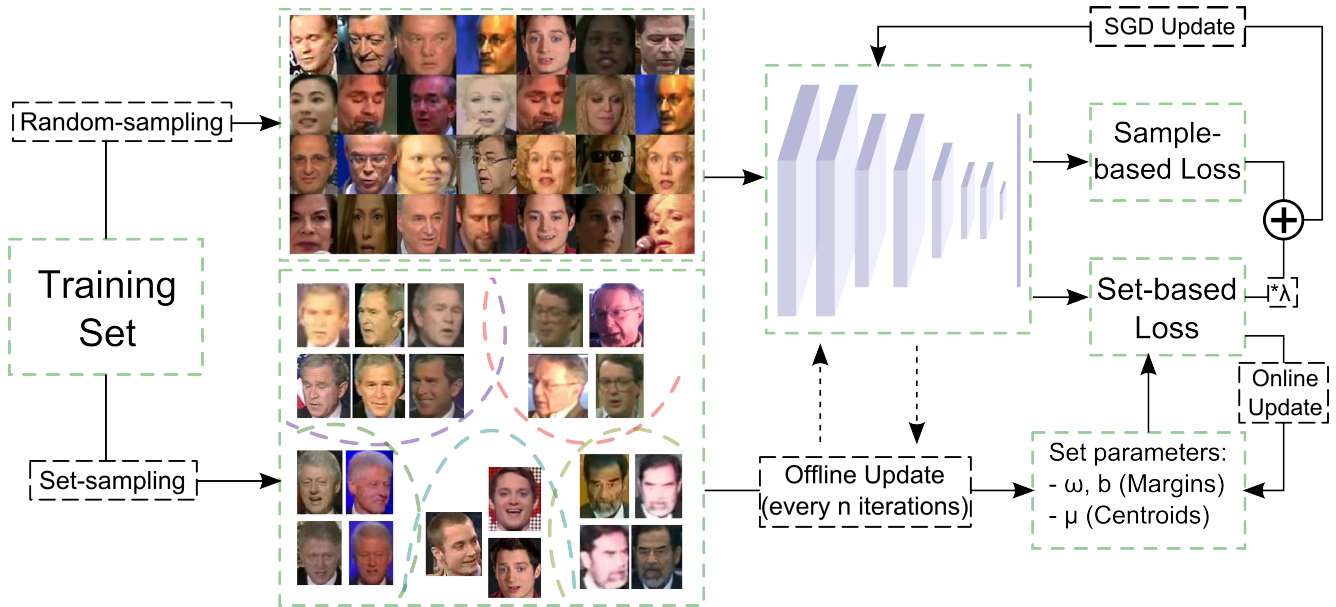 SGD Update
Random-sampling
Sample-
based Loss
+
Training
Set
Set-based
Loss
*λ
Online
Update
Set-sampling
Offline Update
(every n iterations)
Set parameters:
- ω, b (Margins)
- μ (Centroids)